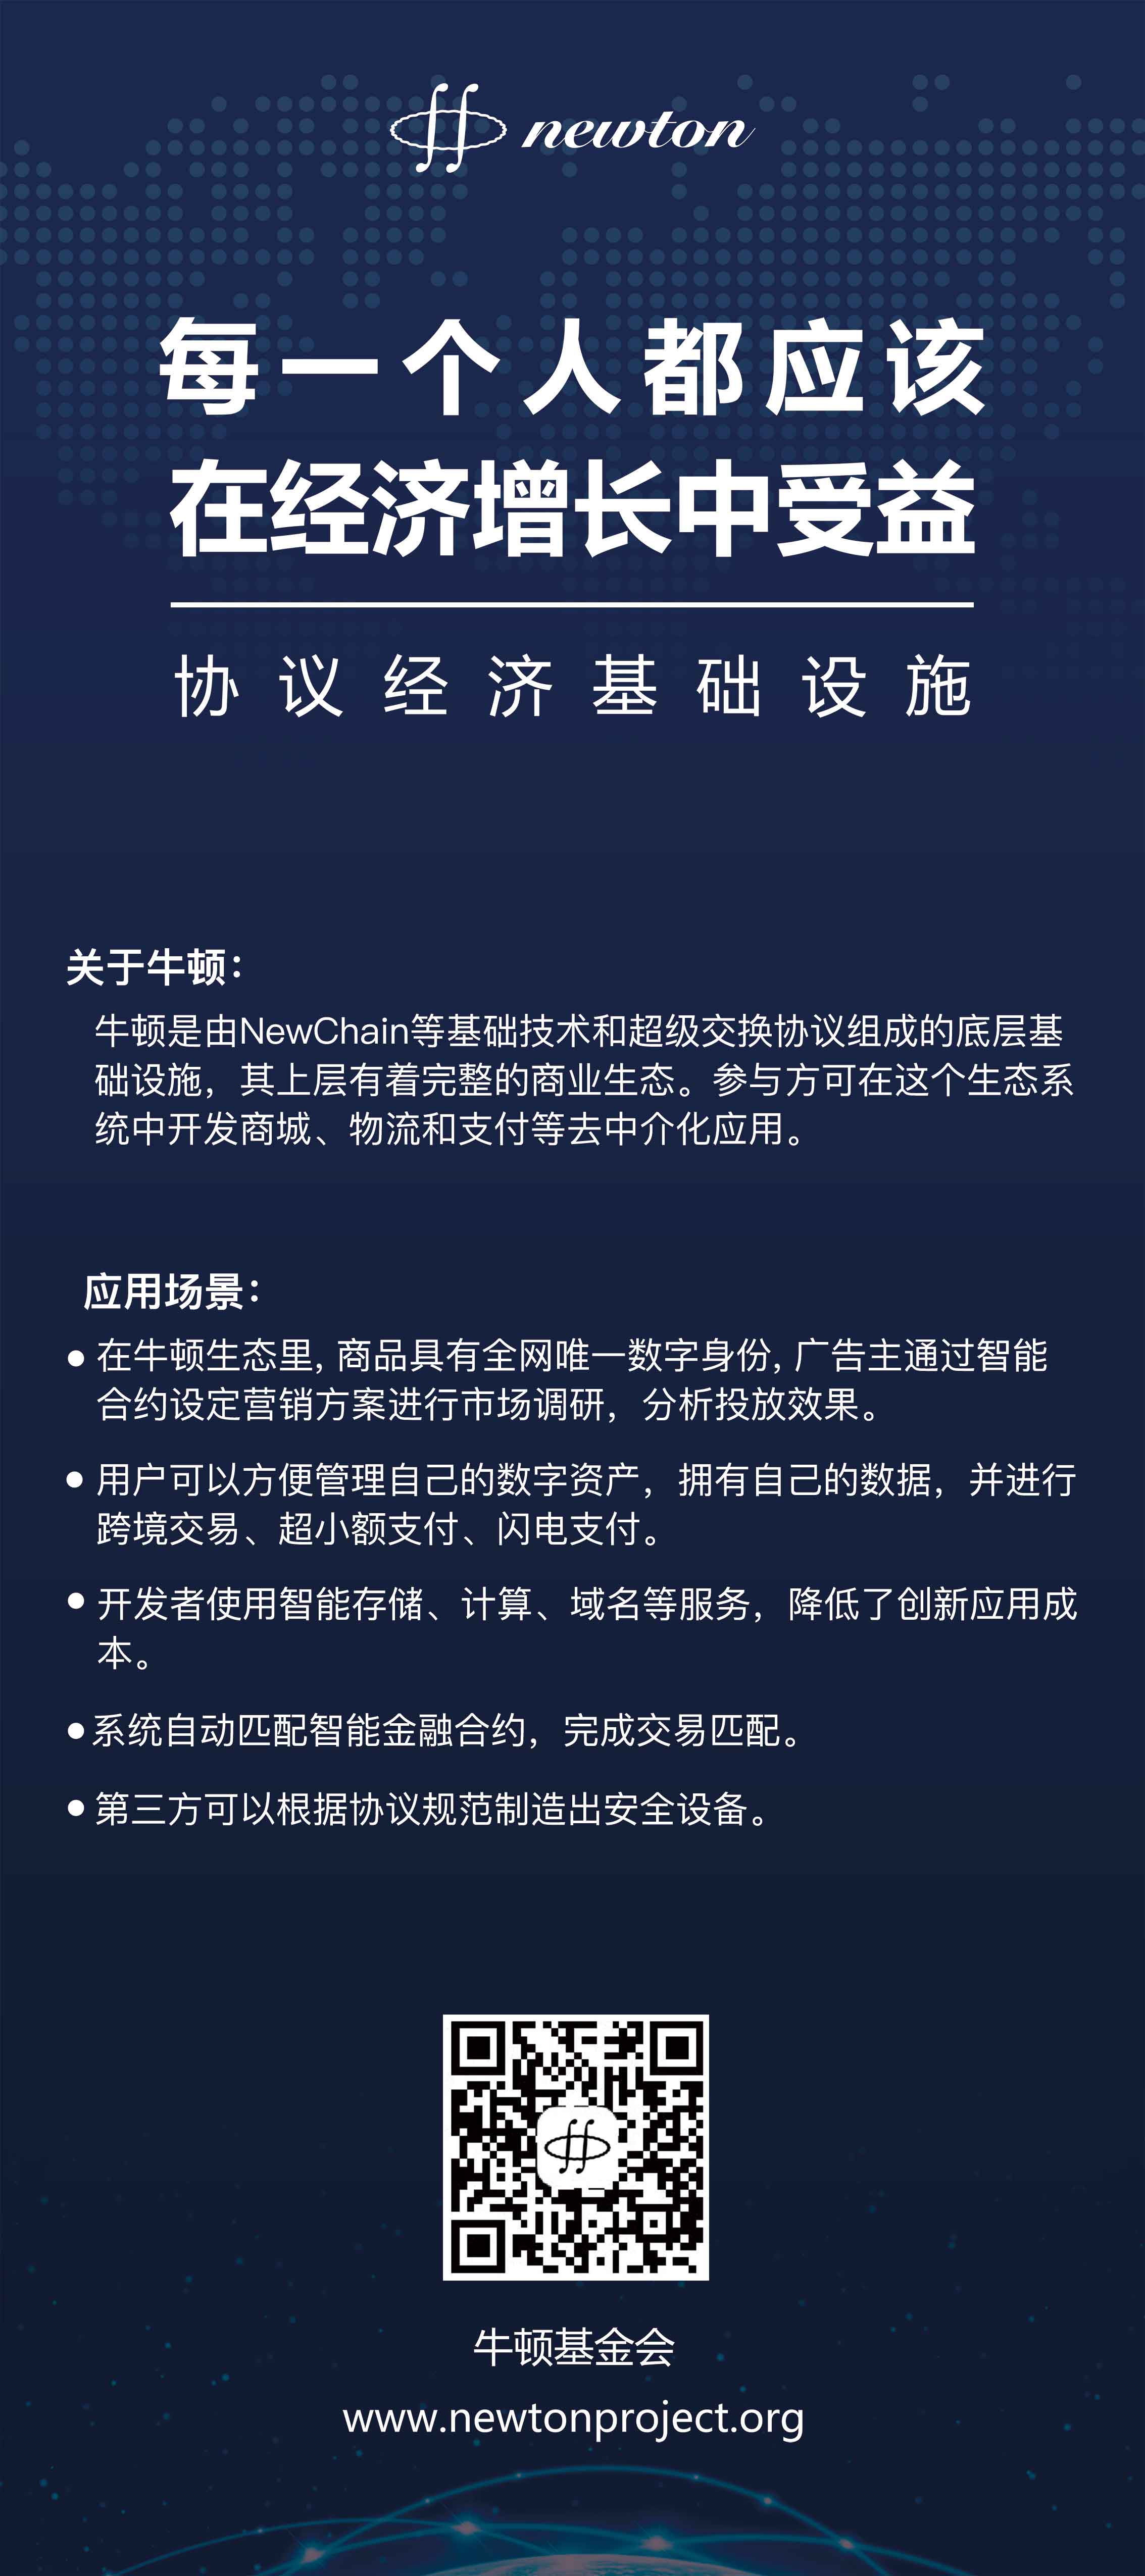 newton
每一个人都应该
在经济增长中受益
协议经济基础设施
关于牛顿：
牛顿是由NewChain等基础技术和超级交换协议组成的底层基
础设施，其上层有着完整的商业生态。参与方可在这个生态系
统中开发商城、物流和支付等去中介化应用。
应用场景：
● 在牛顿生态里, 商品具有全网唯一数字身份, 广告主通过智能
合约设定营销方案进行市场调研，分析投放效果。
● 用户可以方便管理自己的数字资产，拥有自己的数据，并进行
跨境交易、超小额支付、闪电支付。
● 开发者使用智能存储、计算、域名等服务，降低了创新应用成
本。
● 系统自动匹配智能金融合约，完成交易匹配。
● 第三方可以根据协议规范制造出安全设备。
牛顿基金会
www.newtonproject.org